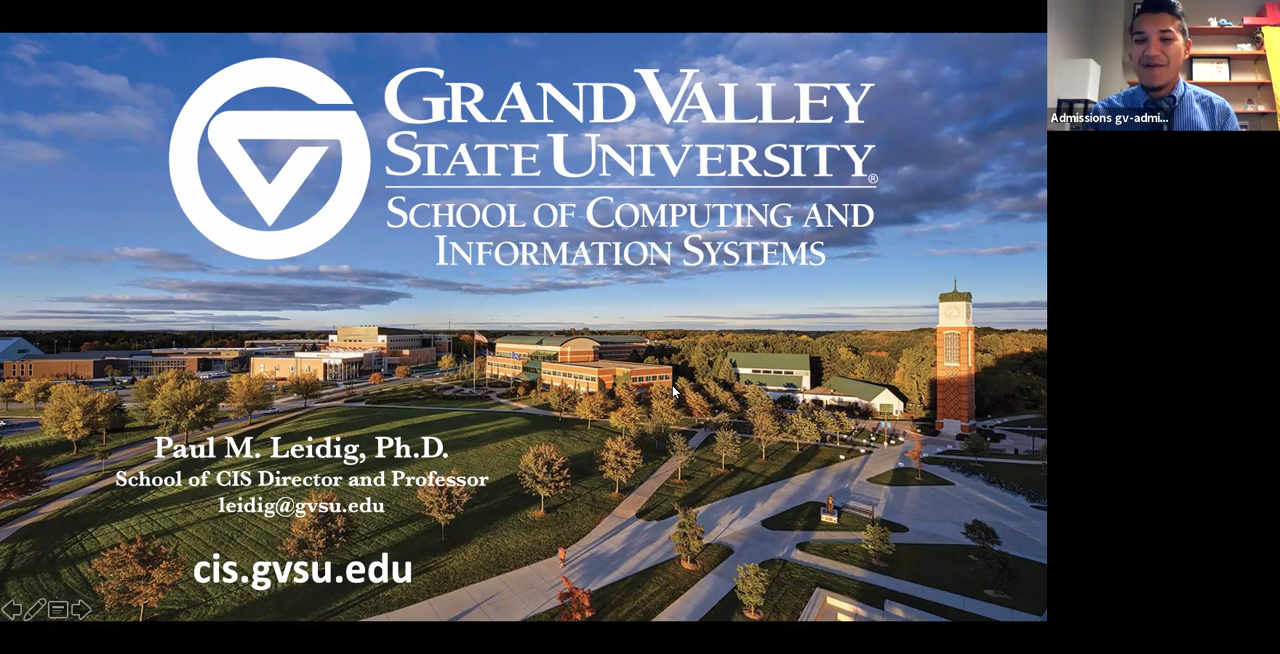 GRAND VALLEY
STATE UNIVERSITY®
SCHOOL OF COMPUTING AND
INFORMATION SYSTEMS
Paul M. Leidig, Ph.D.
School of CIS Director and Professor
leidig@gvsu.edu
cis.gvsu.edu
Admissions gv-admi...